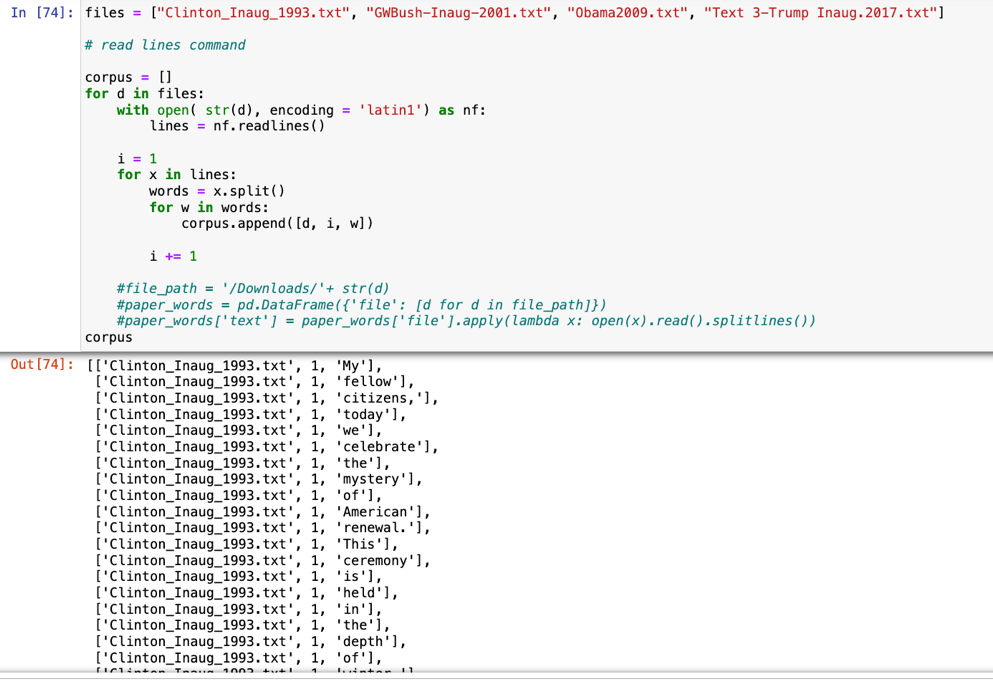 In [74]: files = ["Clinton_Inaug_1993.txt", "GWBush-Inaug-2001.txt", "Obama2009.txt", "Text 3-Trump Inaug.2017.txt"]
# read lines command
corpus = []
for d in files:
    with open( str(d), encoding = 'latin1') as nf:
        lines = nf.readlines()
    i = 1
    for x in lines:
        words = x.split()
        for w in words:
            corpus.append([d, i, w])
        i += 1
    #file_path = '/Downloads/'+ str(d)
    #paper_words = pd.DataFrame({'file': [d for d in file_path]})
    #paper_words['text'] = paper_words['file'].apply(lambda x: open(x).read().splitlines())
corpus
Out[74]: [['Clinton_Inaug_1993.txt', 1, 'My'],
['Clinton_Inaug_1993.txt', 1, 'fellow'],
['Clinton_Inaug_1993.txt', 1, 'citizens,'],
['Clinton_Inaug_1993.txt', 1, 'today'],
['Clinton_Inaug_1993.txt', 1, 'we'],
['Clinton_Inaug_1993.txt', 1, 'celebrate'],
['Clinton_Inaug_1993.txt', 1, 'the'],
['Clinton_Inaug_1993.txt', 1, 'mystery'],
['Clinton_Inaug_1993.txt', 1, 'of'],
['Clinton_Inaug_1993.txt', 1, 'American'],
['Clinton_Inaug_1993.txt', 1, 'renewal.'],
['Clinton_Inaug_1993.txt', 1, 'This'],
['Clinton_Inaug_1993.txt', 1, 'ceremony'],
['Clinton_Inaug_1993.txt', 1, 'is'],
['Clinton_Inaug_1993.txt', 1, 'held'],
['Clinton_Inaug_1993.txt', 1, 'in'],
['Clinton_Inaug_1993.txt', 1, 'the'],
['Clinton_Inaug_1993.txt', 1, 'depth'],
['Clinton_Inaug_1993.txt', 1, 'of'],